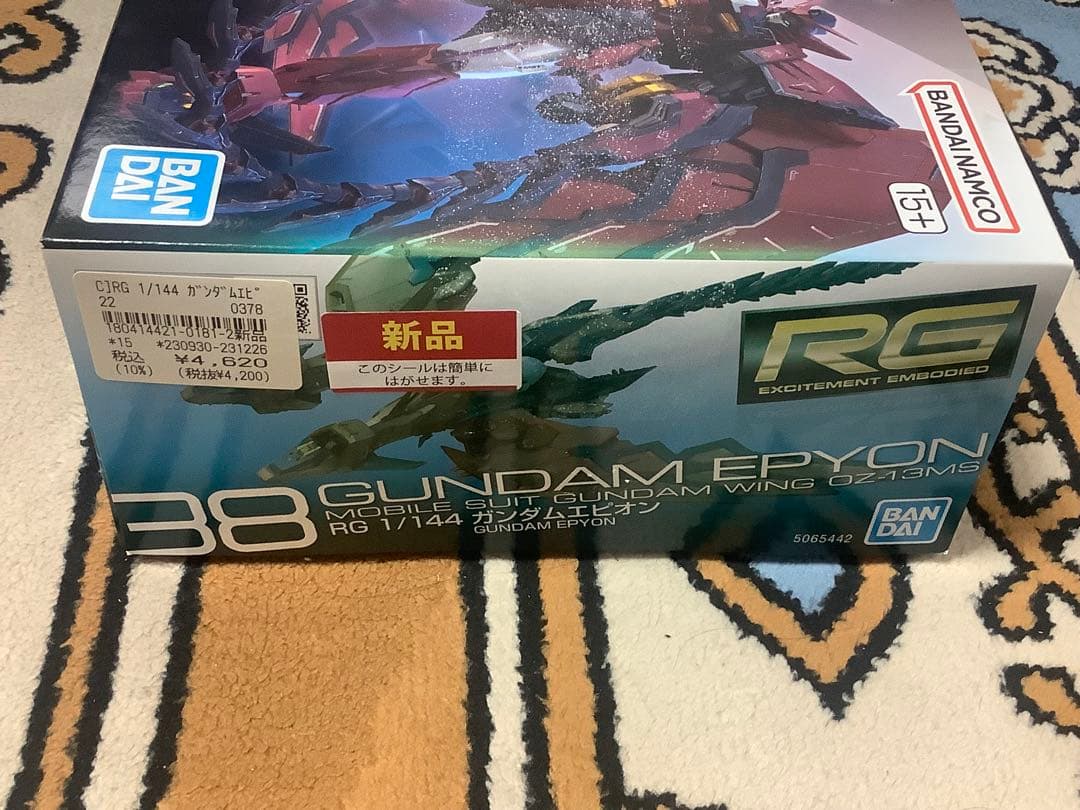 BANDAI NAMCO
15+
BAN
DAI
C]RG 1/144 ｶﾞﾝﾀﾞﾑｴﾋﾟ
22 0378
180414421-0181-2新品
*15 *230930-231226
税込 ¥4,620
(10%) (税抜¥4,200)
新品
このシールは簡単に
はがせます。
RG
EXCITEMENT EMBODIED
38
GUNDAM EPYON
MOBILE SUIT GUNDAM WING OZ-13MS
RG 1/144 ガンダムエピオン
GUNDAM EPYON
5065442
BAN
DAI